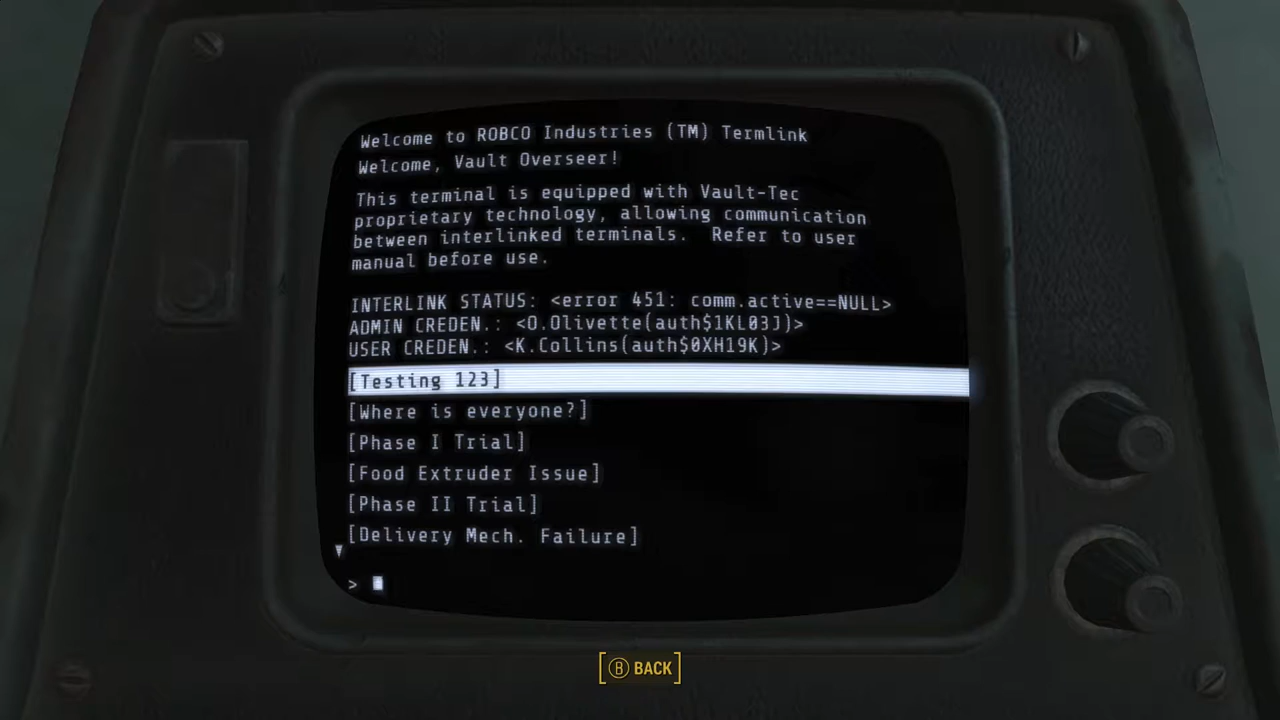 Welcome to ROBCO Industries (TM) Termlink
Welcome, Vault Overseer!
This terminal is equipped with Vault-Tec
proprietary technology, allowing communication
between interlinked terminals.  Refer to user
manual before use.
INTERLINK STATUS: <error 451: comm.active==NULL>
ADMIN CREDEN.: <O.Olivette(auth$1KL03J)>
USER CREDEN.: <K.Collins(auth$0XH19K)>
[Testing 123]
[Where is everyone?]
[Phase I Trial]
[Food Extruder Issue]
[Phase II Trial]
[Delivery Mech. Failure]
>
[Ⓑ BACK]